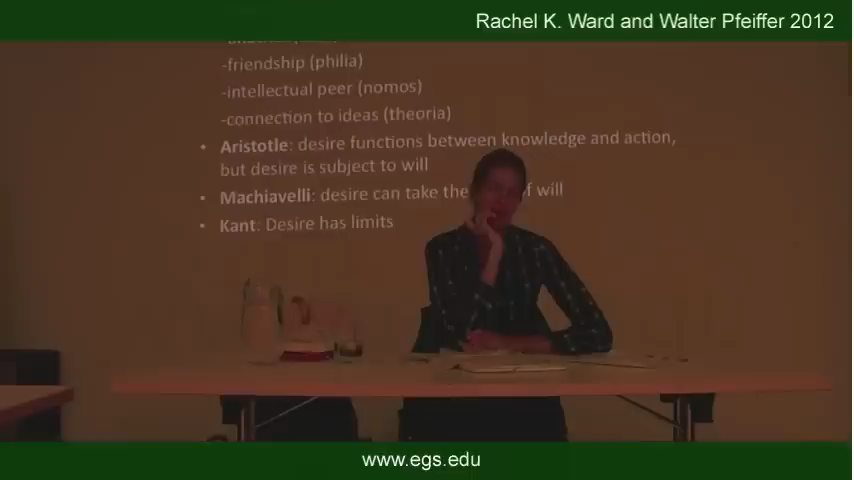 Rachel K. Ward and Walter Pfeiffer 2012
-friendship (philia)
-intellectual peer (nomos)
-connection to ideas (theoria)
• Aristotle: desire functions between knowledge and action,
but desire is subject to will
• Machiavelli: desire can take the of will
• Kant: Desire has limits
www.egs.edu